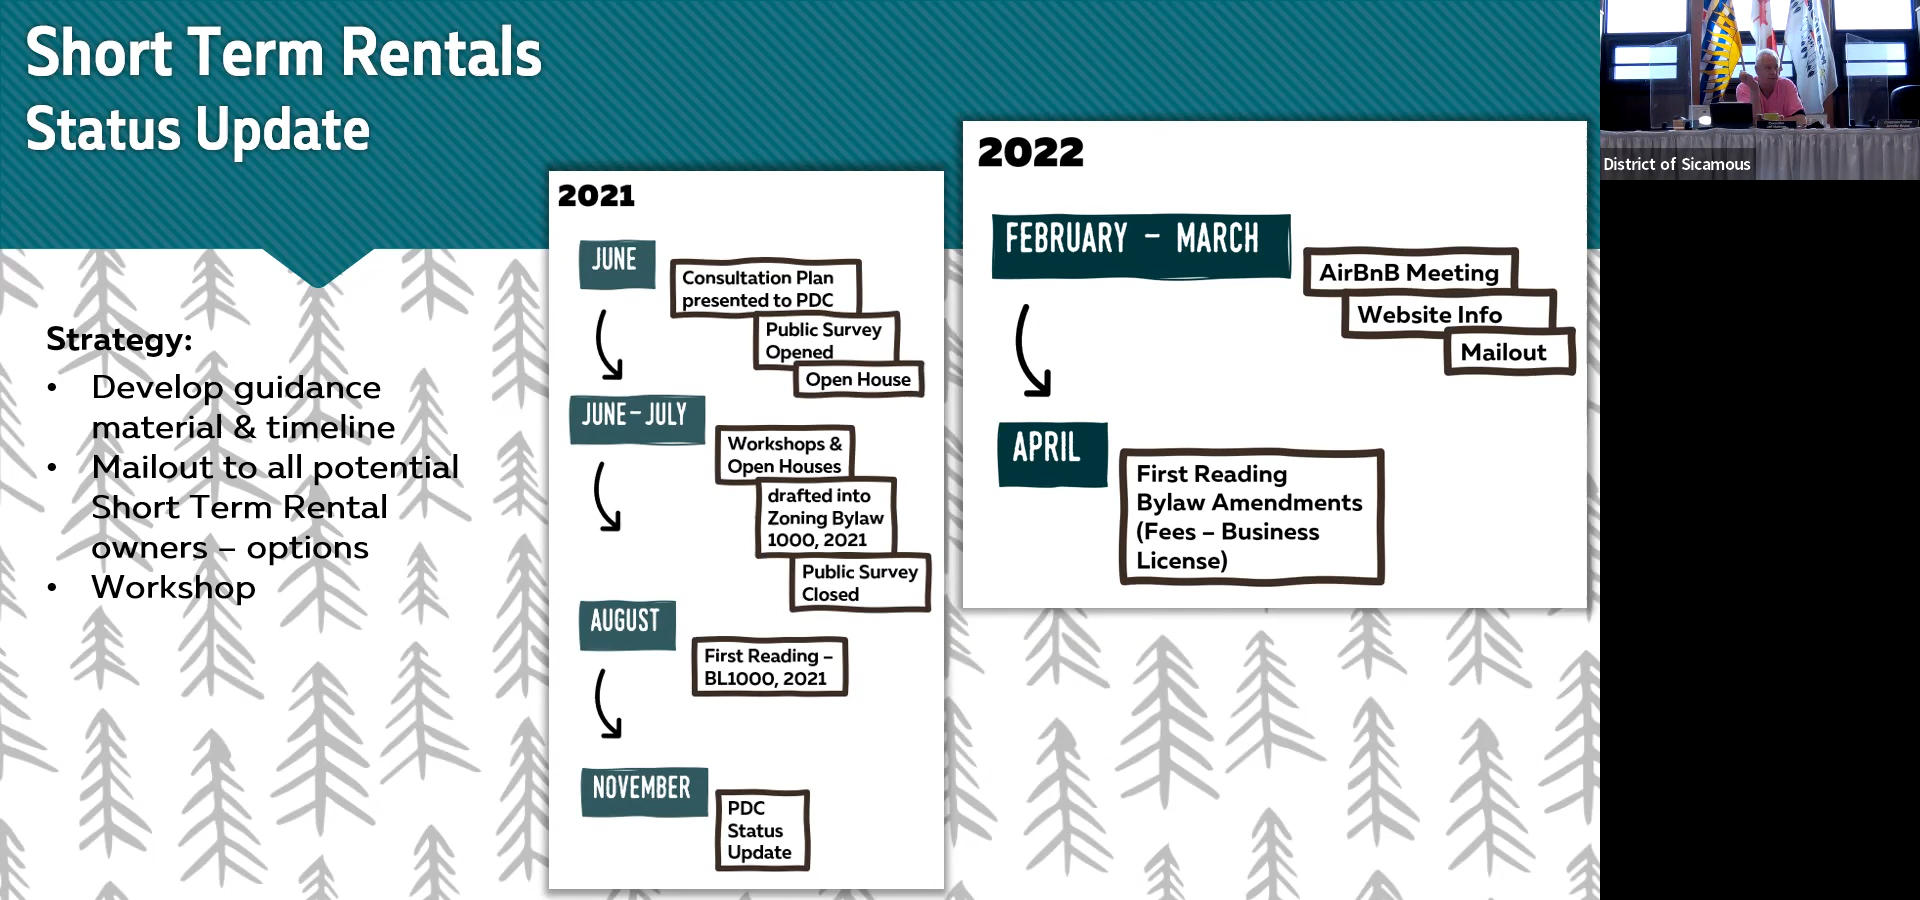 Short Term Rentals
Status Update
Strategy:
• Develop guidance
material & timeline
• Mailout to all potential
Short Term Rental
owners – options
• Workshop
2021
JUNE
Consultation Plan
presented to PDC
Public Survey
Opened
Open House
JUNE – JULY
Workshops &
Open Houses
drafted into
Zoning Bylaw
1000, 2021
Public Survey
Closed
AUGUST
First Reading –
BL1000, 2021
NOVEMBER
PDC
Status
Update
2022
FEBRUARY – MARCH
AirBnB Meeting
Website Info
Mailout
APRIL
First Reading
Bylaw Amendments
(Fees – Business
License)
District of Sicamous